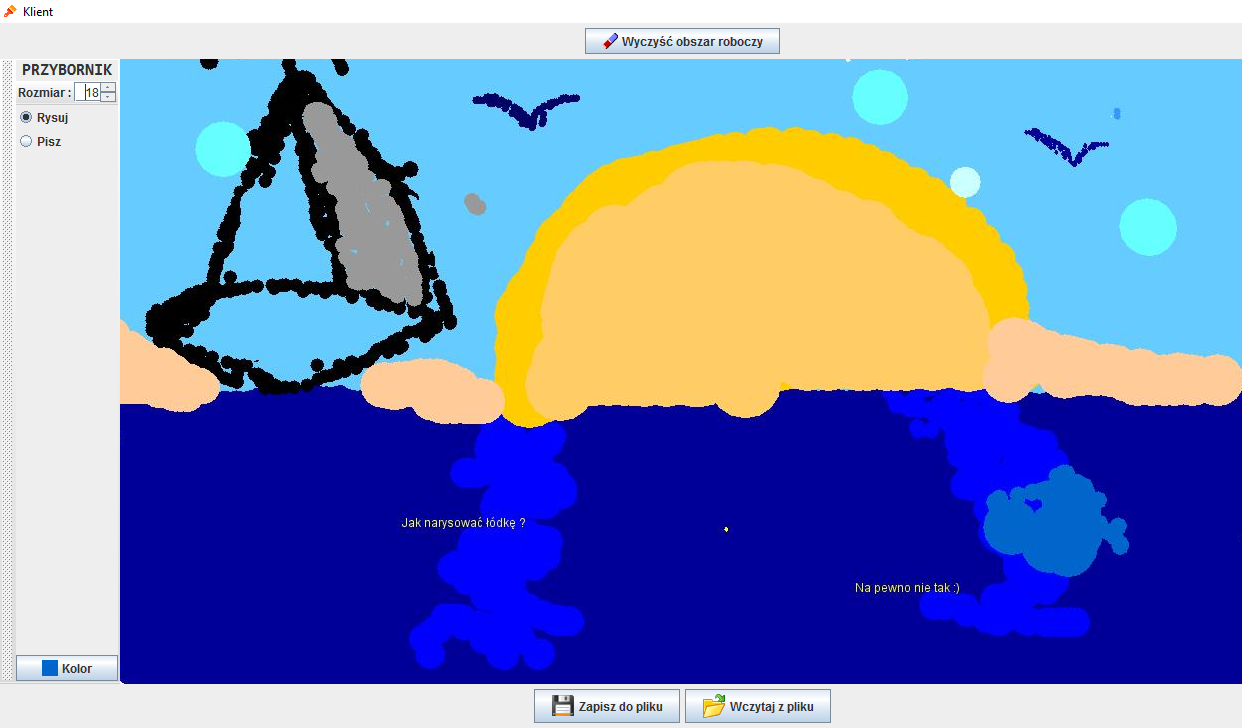 Klient
Wyczyść obszar roboczy
PRZYBORNIK
Rozmiar : 18
Rysuj
Pisz
Jak narysować łódkę ?
Na pewno nie tak :)
Kolor
Zapisz do pliku
Wczytaj z pliku